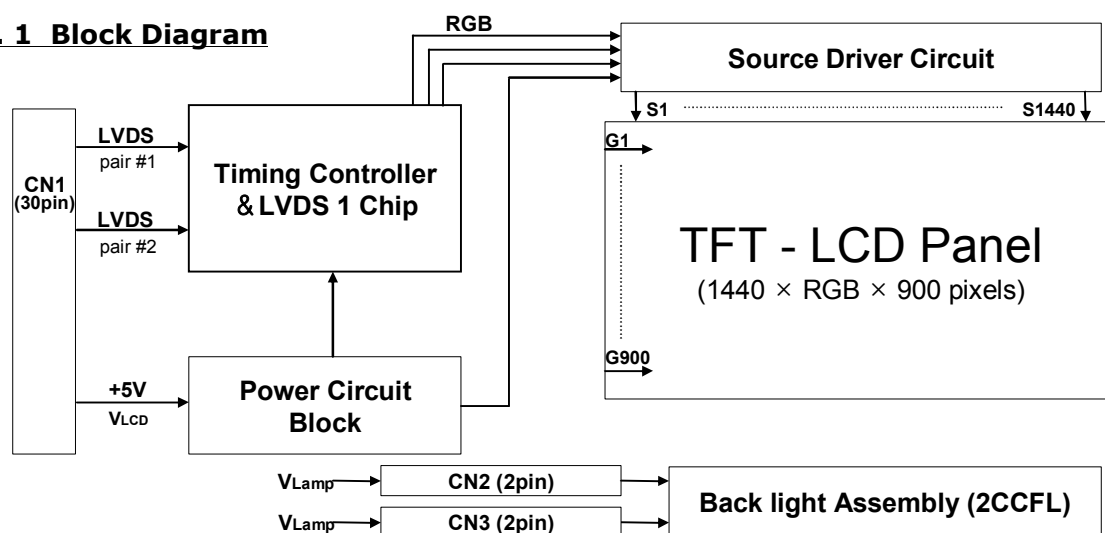 . 1 Block Diagram
RGB
Source Driver Circuit
S1
S1440
CN1
(30pin)
LVDS
pair #1
LVDS
pair #2
Timing Controller
&LVDS 1 Chip
G1
TFT - LCD Panel
(1440 × RGB × 900 pixels)
G900
+5V
VLCD
Power Circuit
Block
VLamp
CN2 (2pin)
VLamp
CN3 (2pin)
Back light Assembly (2CCFL)